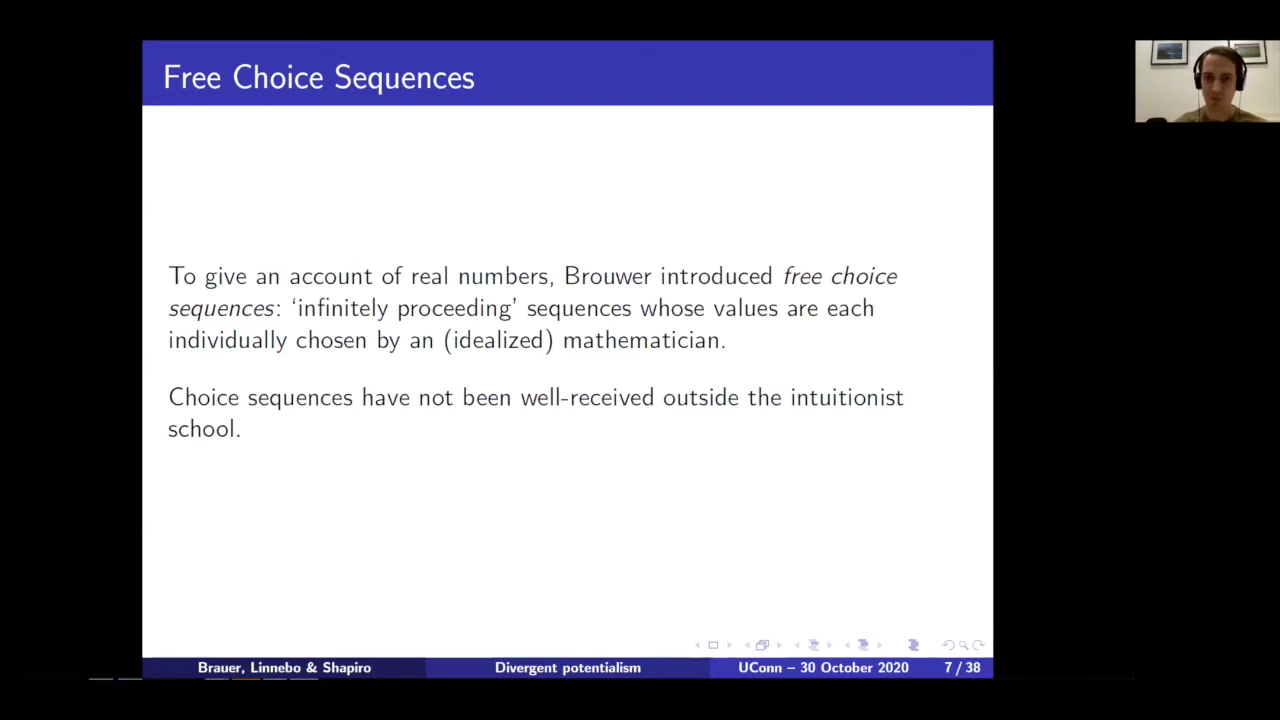 Free Choice Sequences
To give an account of real numbers, Brouwer introduced free choice
sequences: ‘infinitely proceeding’ sequences whose values are each
individually chosen by an (idealized) mathematician.
Choice sequences have not been well-received outside the intuitionist
school.
Brauer, Linnebo & Shapiro
Divergent potentialism
UConn – 30 October 2020
7 / 38